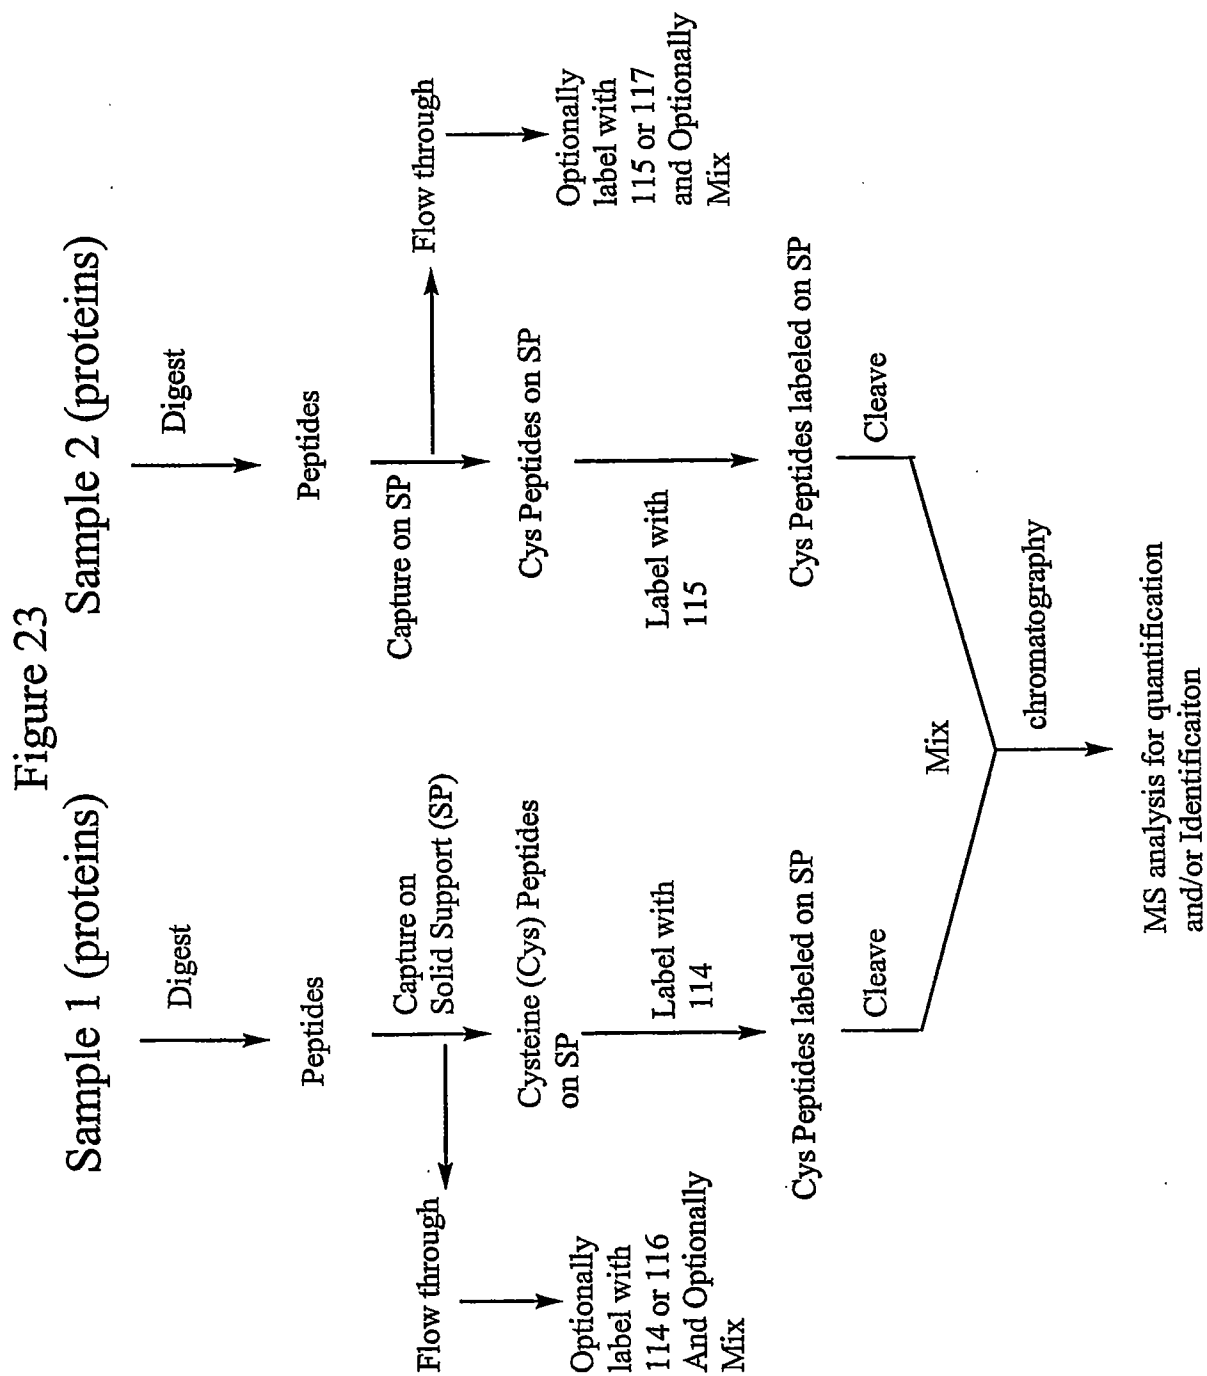 Figure 23
Sample 1 (proteins)
Digest
Peptides
Capture on
Solid Support (SP)
Flow through
Optionally
label with
114 or 116
And Optionally
Mix
Cysteine (Cys) Peptides
on SP
Label with
114
Cys Peptides labeled on SP
Cleave
Sample 2 (proteins)
Digest
Peptides
Capture on SP
Flow through
Optionally
label with
115 or 117
and Optionally
Mix
Cys Peptides on SP
Label with
115
Cys Peptides labeled on SP
Cleave
Mix
chromatography
MS analysis for quantification
and/or Identificaiton